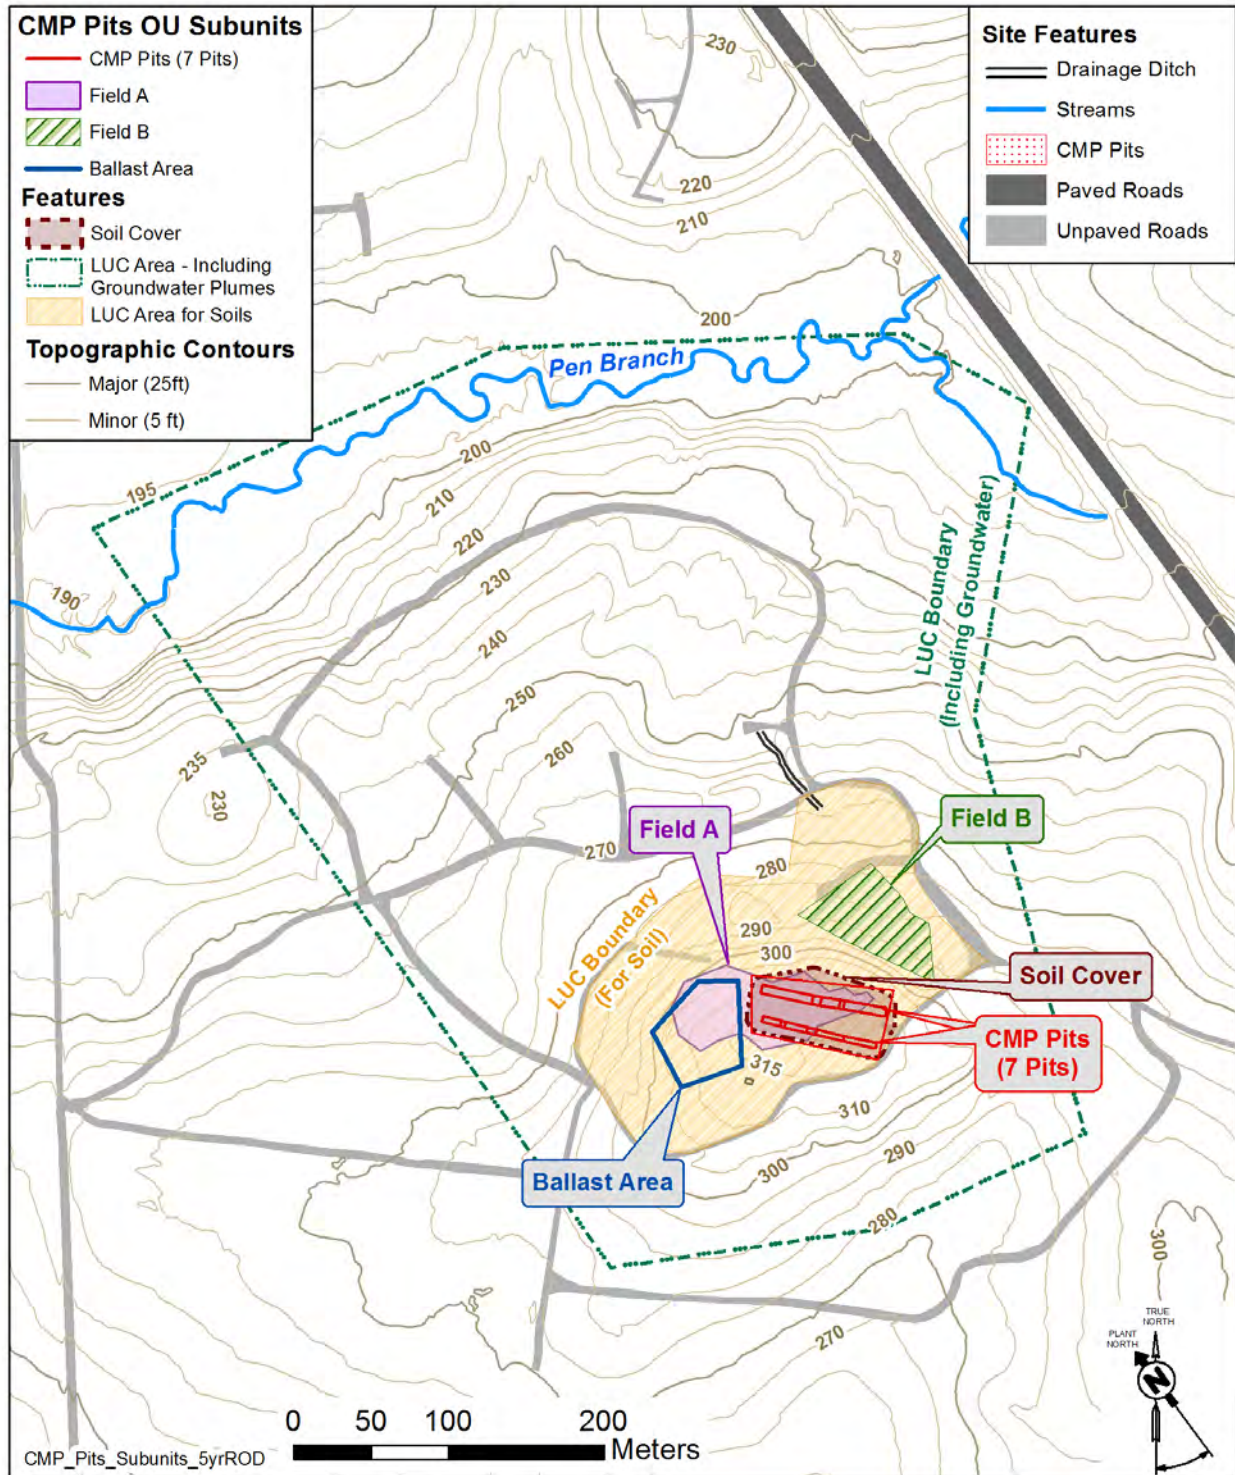 CMP Pits OU Subunits
CMP Pits (7 Pits)
Field A
Field B
Ballast Area
Features
Soil Cover
LUC Area - Including
Groundwater Plumes
LUC Area for Soils
Topographic Contours
Major (25ft)
Minor (5 ft)
Site Features
Drainage Ditch
Streams
CMP Pits
Paved Roads
Unpaved Roads
230
220
210
200
Pen Branch
200
195
210
220
190
230
240
LUC Boundary
(Including Groundwater)
250
260
235
230
Field A
Field B
270
280
LUC Boundary
(For Soil)
290
300
Soil Cover
CMP Pits
(7 Pits)
315
310
300
290
Ballast Area
280
300
270
TRUE
NORTH
PLANT
NORTH
N
0 50 100 200
Meters
CMP_Pits_Subunits_5yrROD